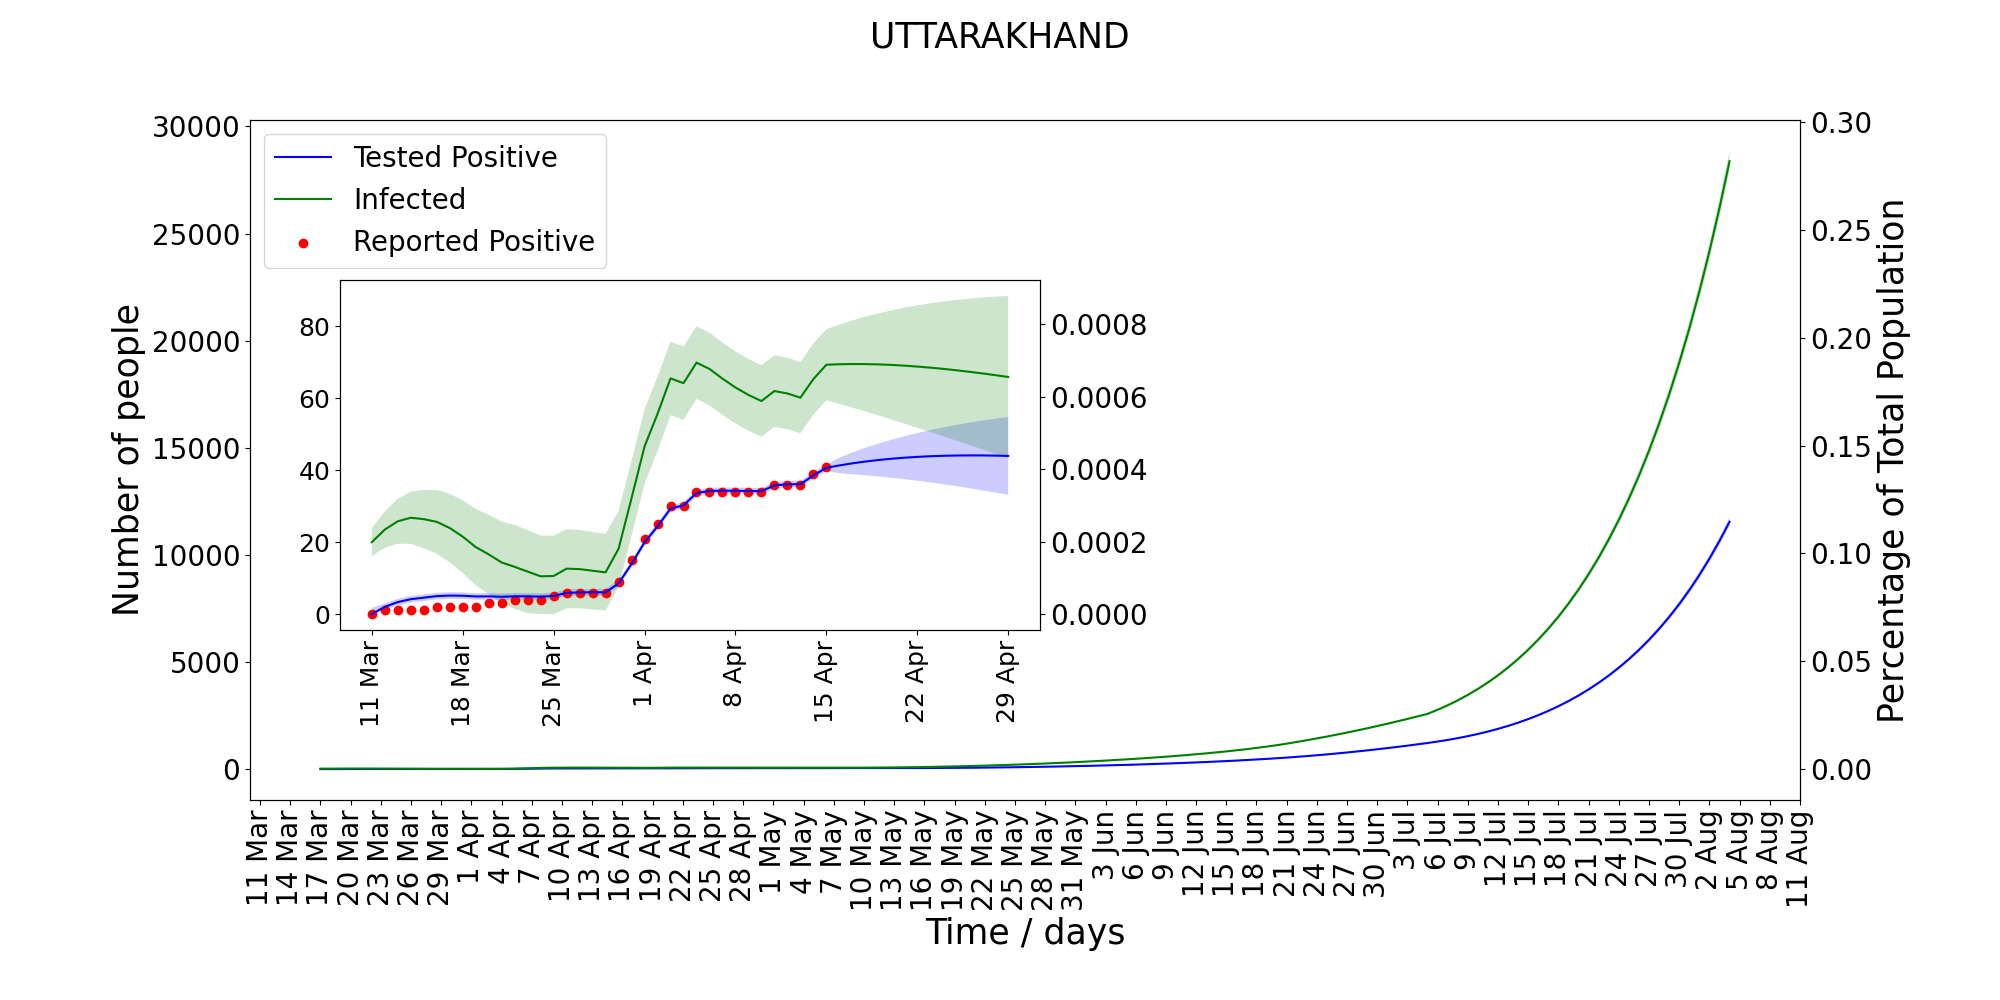 UTTARAKHAND
Number of people
30000
25000
20000
15000
10000
5000
0
Tested Positive
Infected
Reported Positive
80
60
40
20
0
0.0008
0.0006
0.0004
0.0002
0.0000
11 Mar
18 Mar
25 Mar
1 Apr
8 Apr
15 Apr
22 Apr
29 Apr
0.30
0.25
0.20
0.15
0.10
0.05
0.00
Percentage of Total Population
11 Mar
14 Mar
17 Mar
20 Mar
23 Mar
26 Mar
29 Mar
1 Apr
4 Apr
7 Apr
10 Apr
13 Apr
16 Apr
19 Apr
22 Apr
25 Apr
28 Apr
1 May
4 May
7 May
10 May
13 May
16 May
19 May
22 May
25 May
28 May
31 May
3 Jun
6 Jun
9 Jun
12 Jun
15 Jun
18 Jun
21 Jun
24 Jun
27 Jun
30 Jun
3 Jul
6 Jul
9 Jul
12 Jul
15 Jul
18 Jul
21 Jul
24 Jul
27 Jul
30 Jul
2 Aug
5 Aug
8 Aug
11 Aug
Time / days